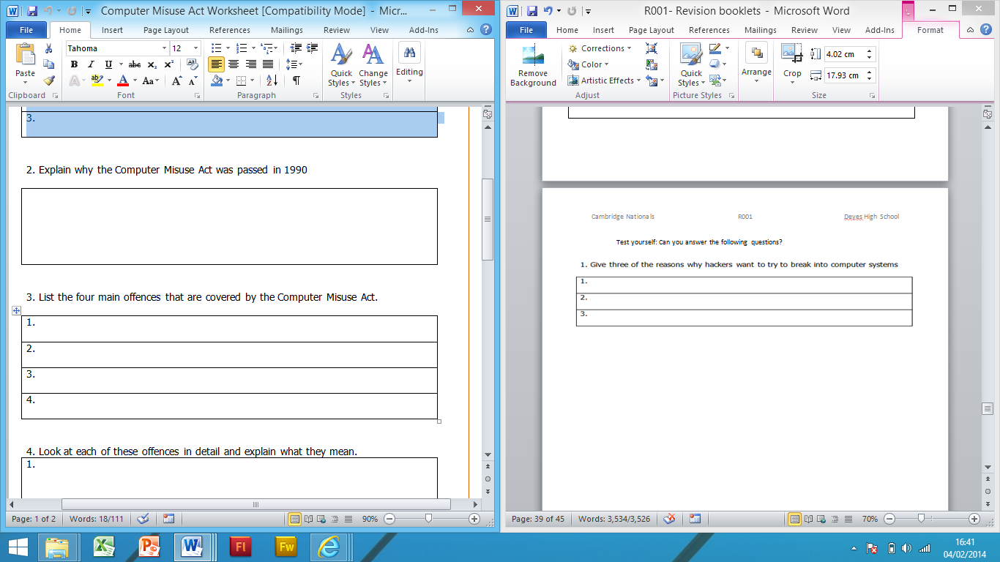 Computer Misuse Act Worksheet [Compatibility Mode] - Micr...
File Home Insert Page Layout References Mailings Review View Add-Ins
Tahoma 12
Paste
B I U abc x₂ x²
A ab A Aa A A
Quick Styles
Change Styles
Editing
Clipboard Font Paragraph Styles
3.
2. Explain why the Computer Misuse Act was passed in 1990
3. List the four main offences that are covered by the Computer Misuse Act.
1.
2.
3.
4.
4. Look at each of these offences in detail and explain what they mean.
1.
Page: 1 of 2 Words: 18/111 90%
R001- Revision booklets - Microsoft Word
File Home Insert Page Layout References Mailings Review View Add-Ins Format
Remove Background
Corrections
Color
Artistic Effects
Quick Styles
Arrange
Crop
4.02 cm
17.93 cm
Adjust Picture Styles Size
Cambridge Nationals R001 Deyes High School
Test yourself: Can you answer the following questions?
1. Give three of the reasons why hackers want to try to break into computer systems
1.
2.
3.
Page: 39 of 45 Words: 3,534/3,526 70%
Fl Fw
16:41
04/02/2014